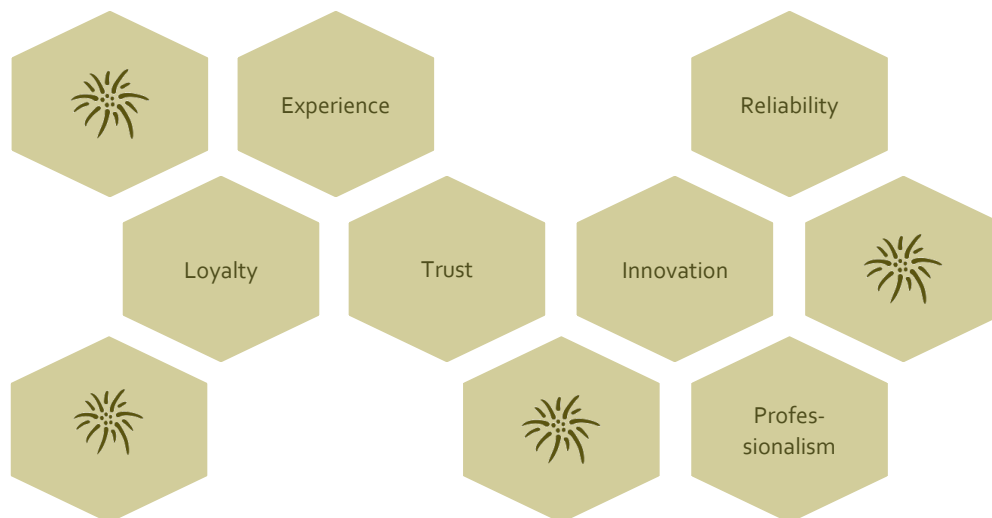 Experience
Reliability
Loyalty
Trust
Innovation
Profes-
sionalism